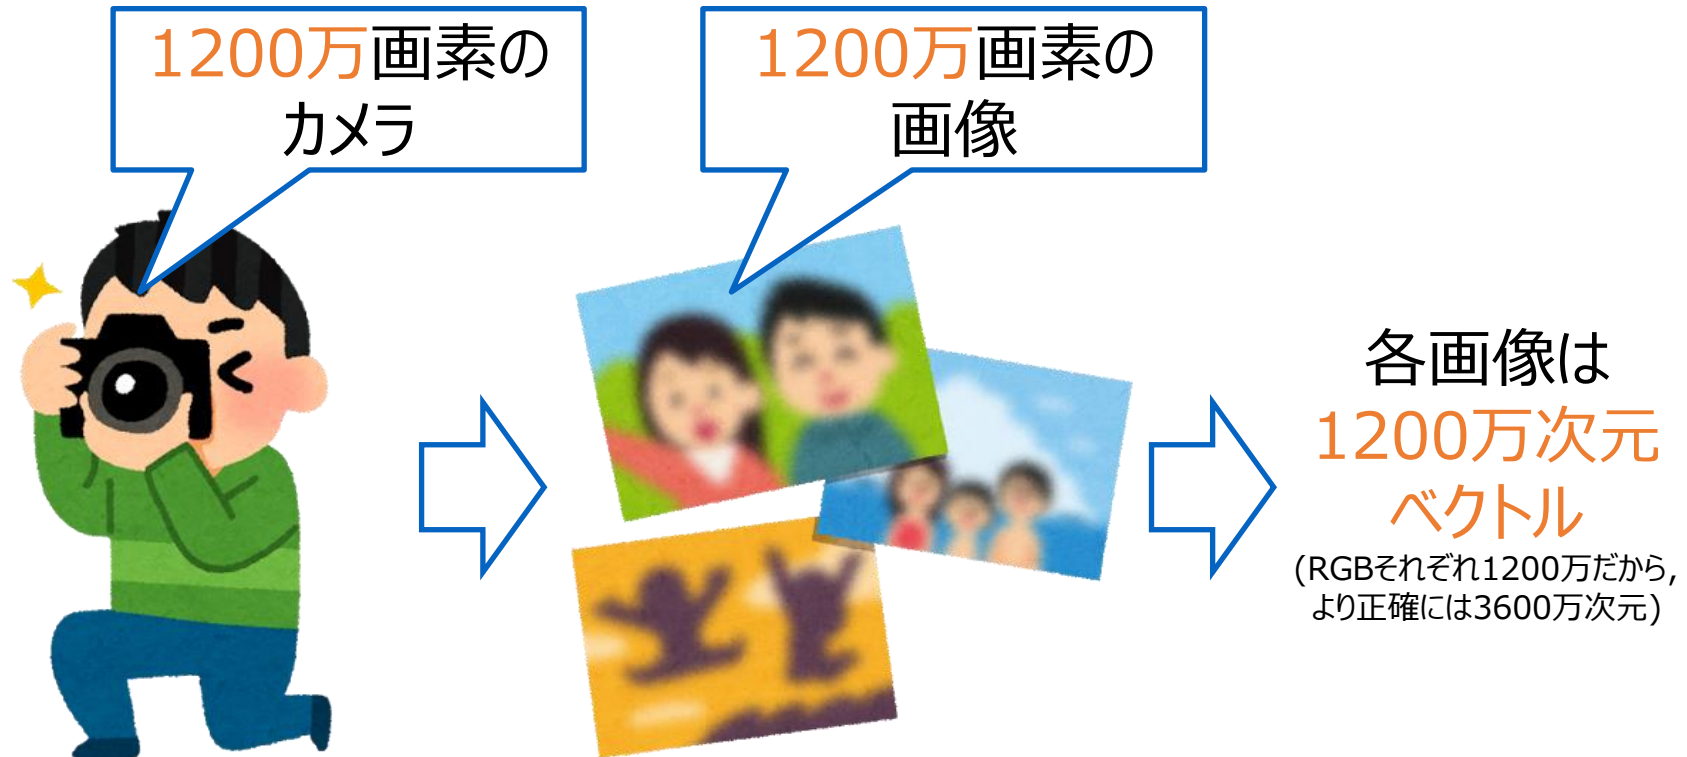 1200万画素の
カメラ
1200万画素の
画像
各画像は
1200万次元
ベクトル
(RGBそれぞれ1200万だから,
より正確には3600万次元)